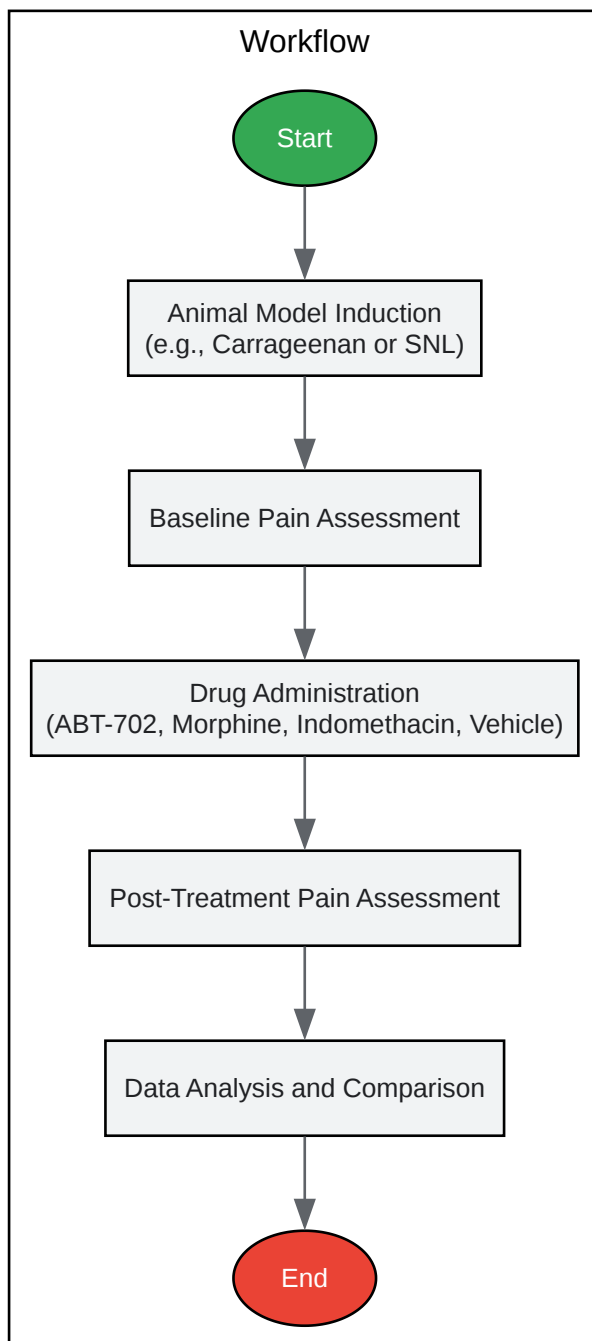 Workflow
Start
Animal Model Induction
(e.g., Carrageenan or SNL)
Baseline Pain Assessment
Drug Administration
(ABT-702, Morphine, Indomethacin, Vehicle)
Post-Treatment Pain Assessment
Data Analysis and Comparison
End